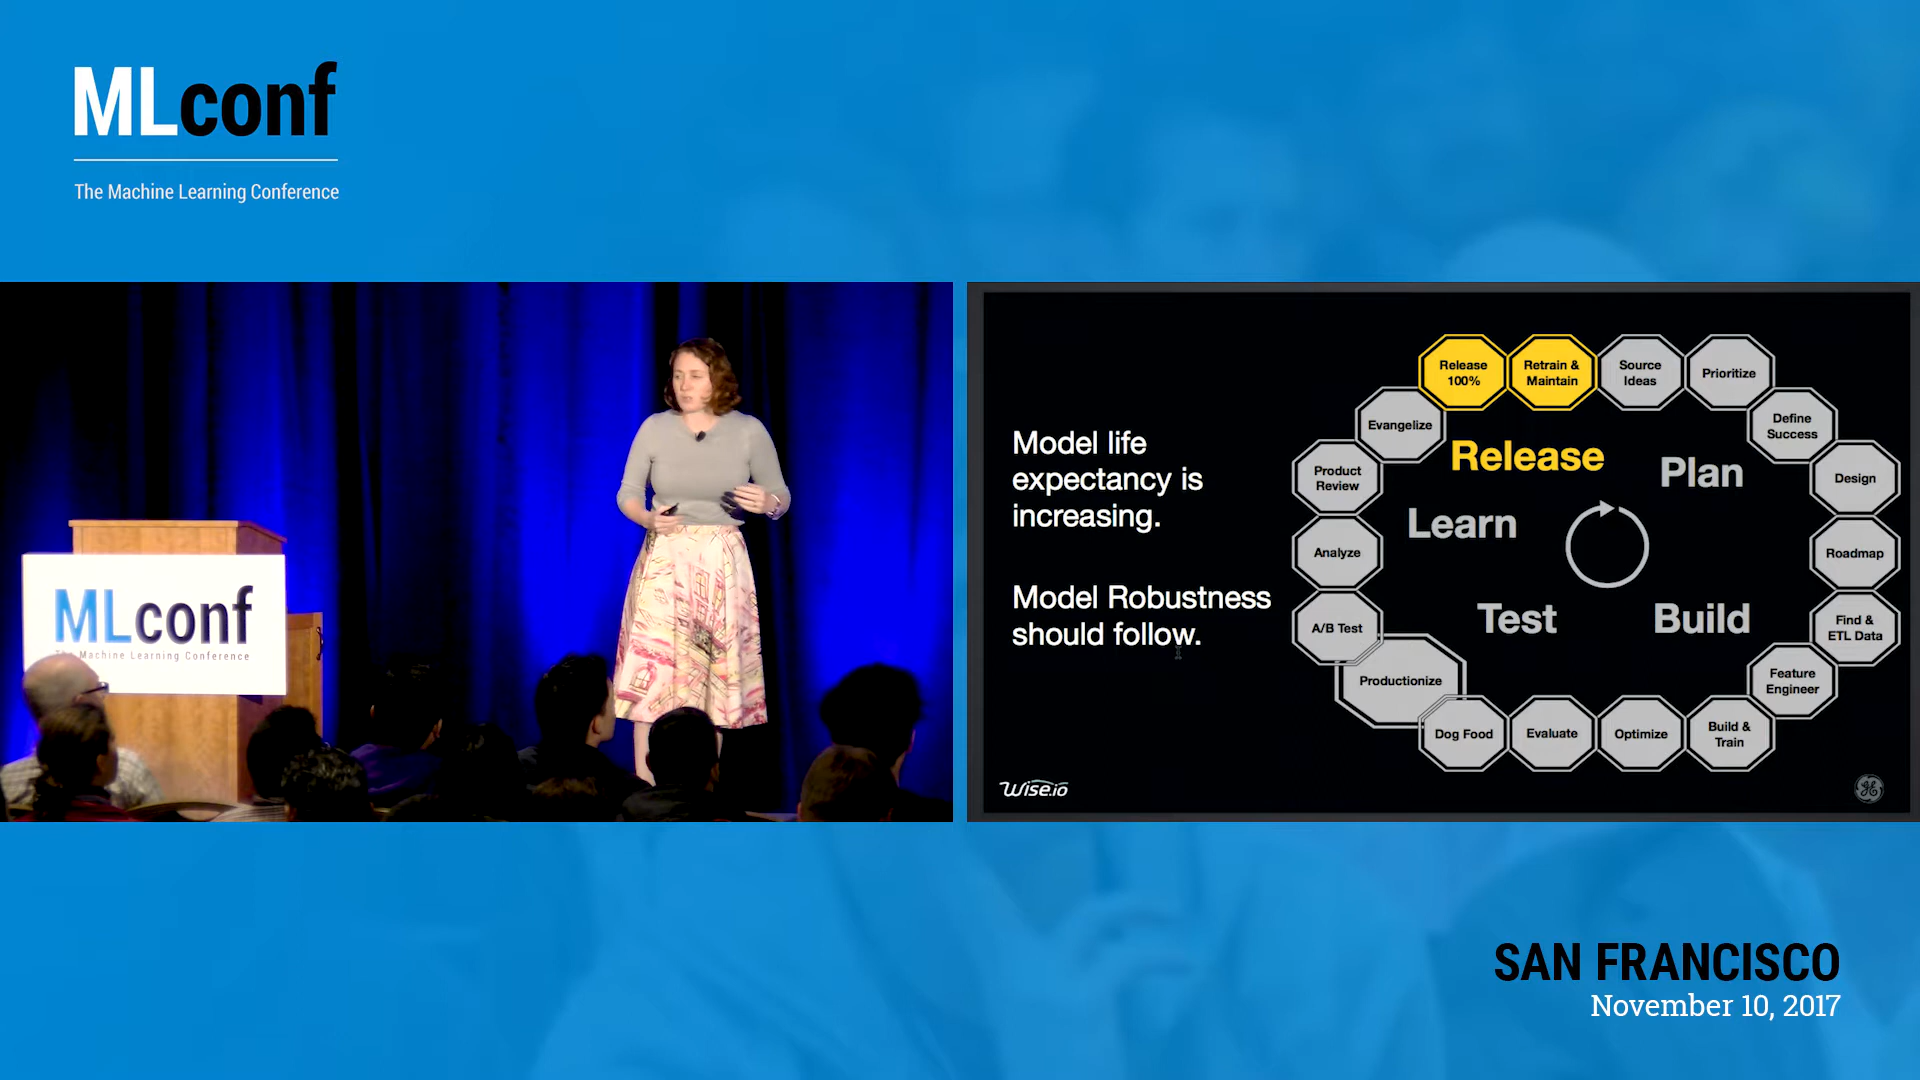 MLconf
The Machine Learning Conference
MLconf
The Machine Learning Conference
Model life
expectancy is
increasing.
Model Robustness
should follow.
Release
100%
Retrain &
Maintain
Source
Ideas
Prioritize
Define
Success
Design
Roadmap
Find &
ETL Data
Feature
Engineer
Build &
Train
Optimize
Evaluate
Dog Food
Productionize
A/B Test
Analyze
Product
Review
Evangelize
Release
Plan
Learn
Test
Build
Wise.io
GE
SAN FRANCISCO
November 10, 2017